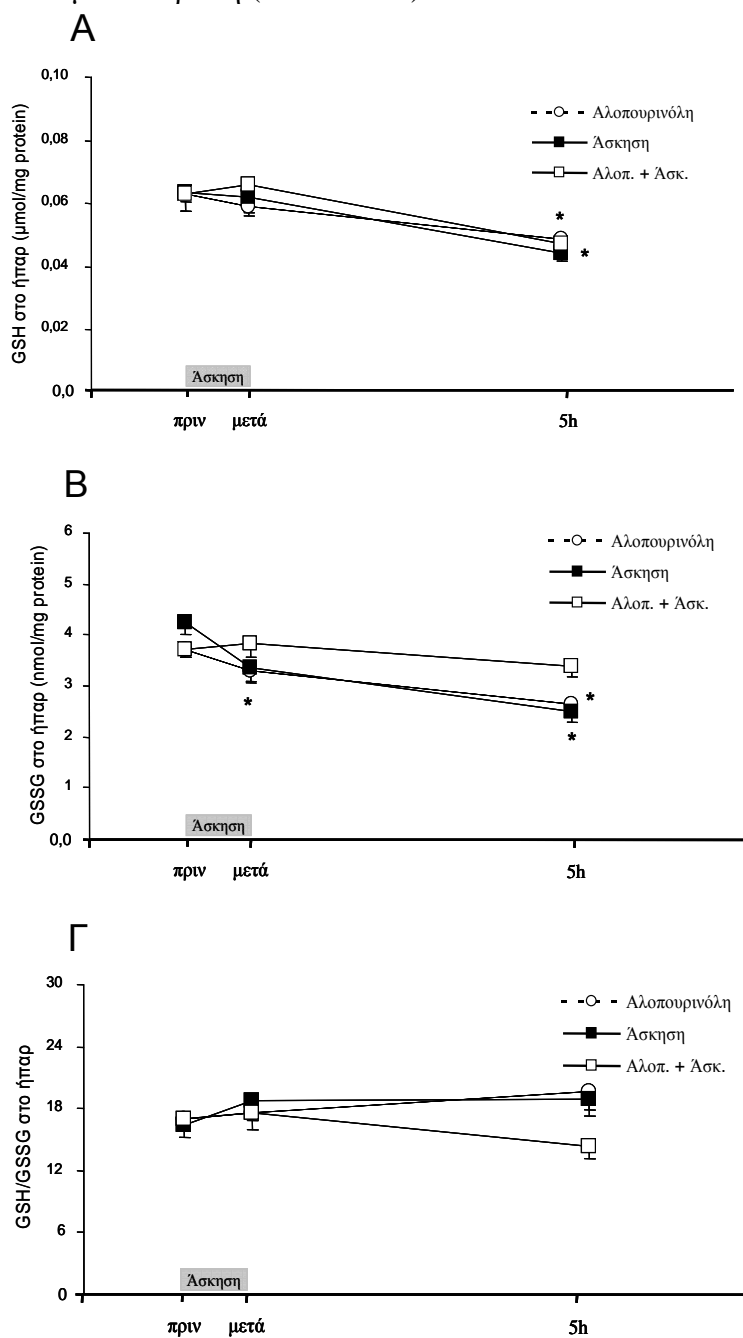 Α
GSH στο ήπαρ (μmol/mg protein)
0,10
0,08
0,06
0,04
0,02
0,0
Αλοπουρινόλη
Άσκηση
Αλοπ. + Άσκ.
*
*
Άσκηση
πριν μετά 5h
Β
GSSG στο ήπαρ (nmol/mg protein)
6
5
4
3
2
1
0,0
Αλοπουρινόλη
Άσκηση
Αλοπ. + Άσκ.
*
*
*
Άσκηση
πριν μετά 5h
Γ
GSH/GSSG στο ήπαρ
30
24
18
12
6
0
Αλοπουρινόλη
Άσκηση
Αλοπ. + Άσκ.
Άσκηση
πριν μετά 5h